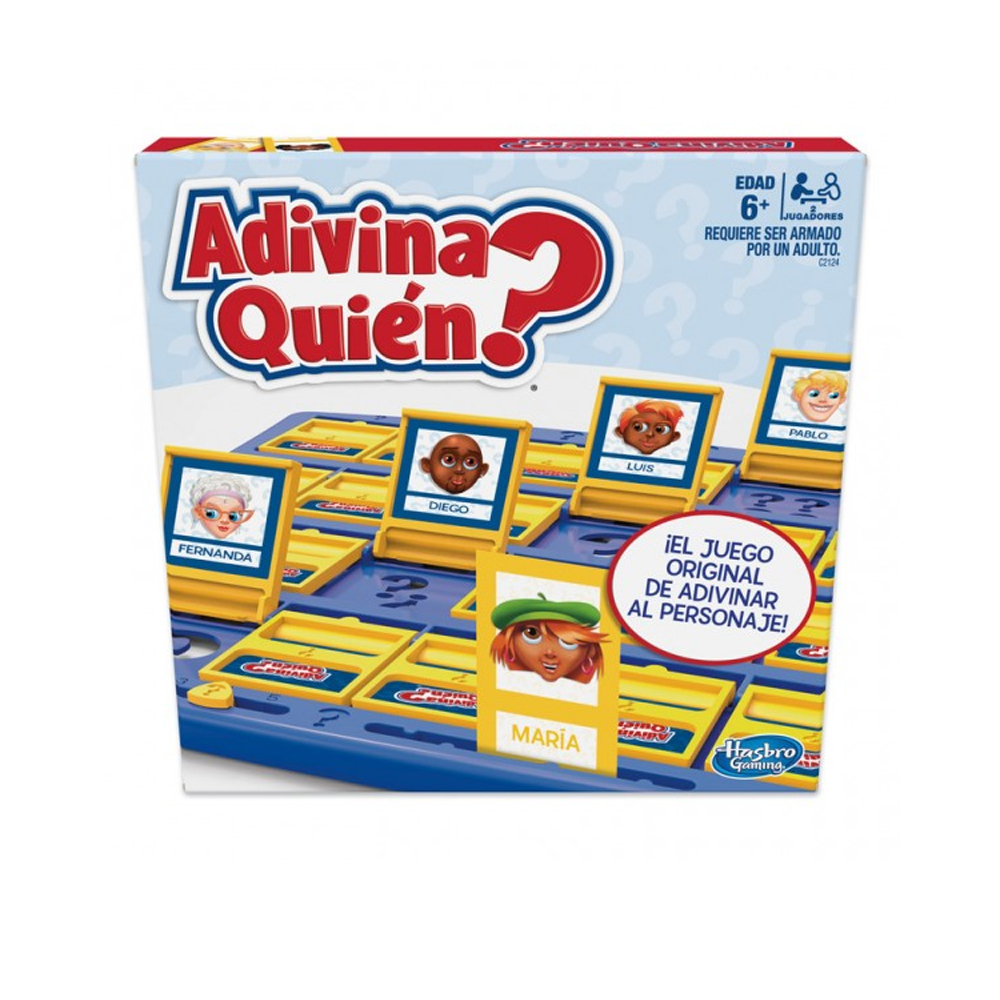 Adivina
Quién?
EDAD
6+
2
JUGADORES
REQUIERE SER ARMADO
POR UN ADULTO.
C2124
FERNANDA
DIEGO
LUIS
PABLO
¡EL JUEGO
ORIGINAL
DE ADIVINAR
AL PERSONAJE!
MARÍA
5
Hasbro
Gaming